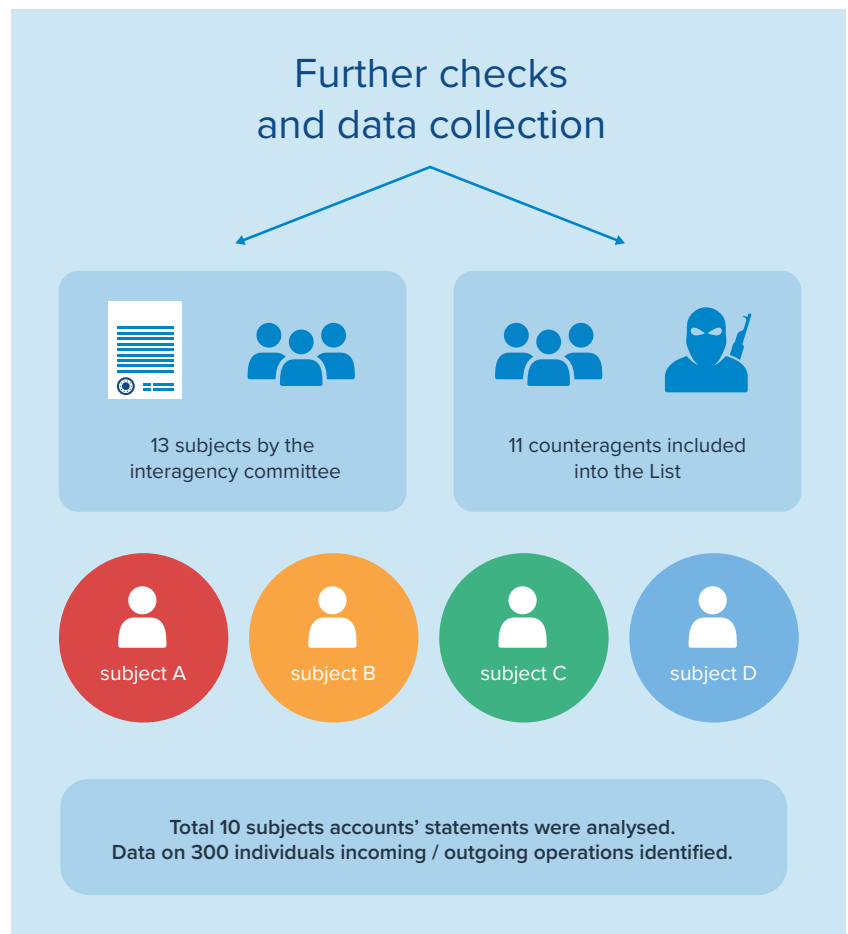 Further checks
and data collection
13 subjects by the
interagency committee
11 counteragents included
into the List
subject A
subject B
subject C
subject D
Total 10 subjects accounts’ statements were analysed.
Data on 300 individuals incoming / outgoing operations identified.